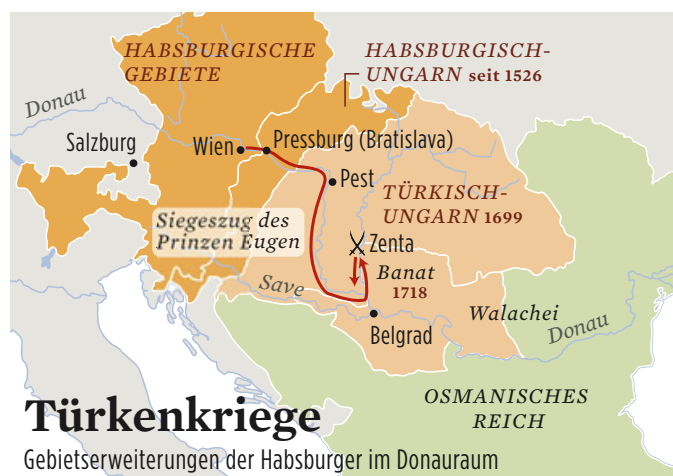 HABSBURGISCHE
GEBIETE
HABSBURGISCH-
UNGARN seit 1526
Donau
Salzburg
Wien
Pressburg (Bratislava)
Pest
TÜRKISCH-
UNGARN 1699
Siegeszug des
Prinzen Eugen
Zenta
Banat
1718
Save
Walachei
Donau
Belgrad
OSMANISCHES
REICH
Türkenkriege
Gebietserweiterungen der Habsburger im Donauraum